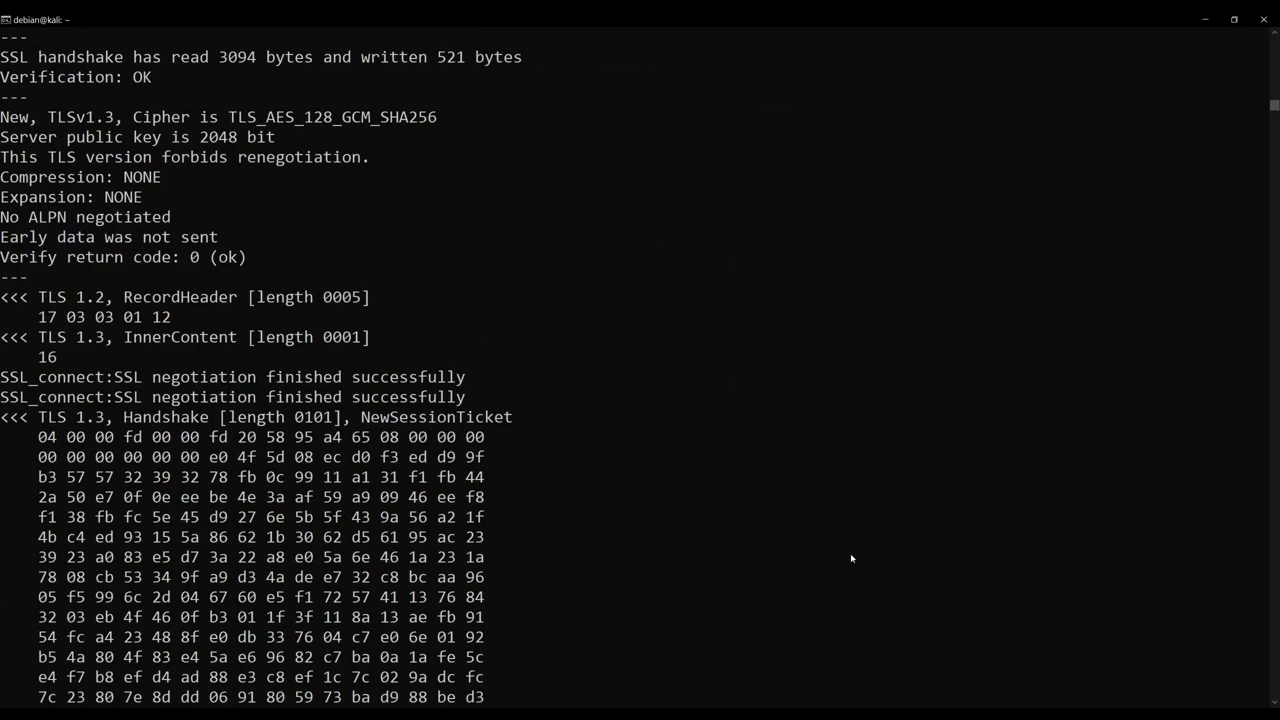 debian@kali: ~
---
SSL handshake has read 3094 bytes and written 521 bytes
Verification: OK
---
New, TLSv1.3, Cipher is TLS_AES_128_GCM_SHA256
Server public key is 2048 bit
This TLS version forbids renegotiation.
Compression: NONE
Expansion: NONE
No ALPN negotiated
Early data was not sent
Verify return code: 0 (ok)
---
<<< TLS 1.2, RecordHeader [length 0005]
17 03 03 01 12
<<< TLS 1.3, InnerContent [length 0001]
16
SSL_connect:SSL negotiation finished successfully
SSL_connect:SSL negotiation finished successfully
<<< TLS 1.3, Handshake [length 0101], NewSessionTicket
04 00 00 fd 00 00 fd 20 58 95 a4 65 08 00 00 00
00 00 00 00 00 00 e0 4f 5d 08 ec d0 f3 ed d9 9f
b3 57 57 32 39 32 78 fb 0c 99 11 a1 31 f1 fb 44
2a 50 e7 0f 0e ee be 4e 3a af 59 a9 09 46 ee f8
f1 38 fb fc 5e 45 d9 27 6e 5b 5f 43 9a 56 a2 1f
4b c4 ed 93 15 5a 86 62 1b 30 62 d5 61 95 ac 23
39 23 a0 83 e5 d7 3a 22 a8 e0 5a 6e 46 1a 23 1a
78 08 cb 53 34 9f a9 d3 4a de e7 32 c8 bc aa 96
05 f5 99 6c 2d 04 67 60 e5 f1 72 57 41 13 76 84
32 03 eb 4f 46 0f b3 01 1f 3f 11 8a 13 ae fb 91
54 fc a4 23 48 8f e0 db 33 76 04 c7 e0 6e 01 92
b5 4a 80 4f 83 e4 5a e6 96 82 c7 ba 0a 1a fe 5c
e4 f7 b8 ef d4 ad 88 e3 c8 ef 1c 7c 02 9a dc fc
7c 23 80 7e 8d dd 06 91 80 59 73 ba d9 88 be d3